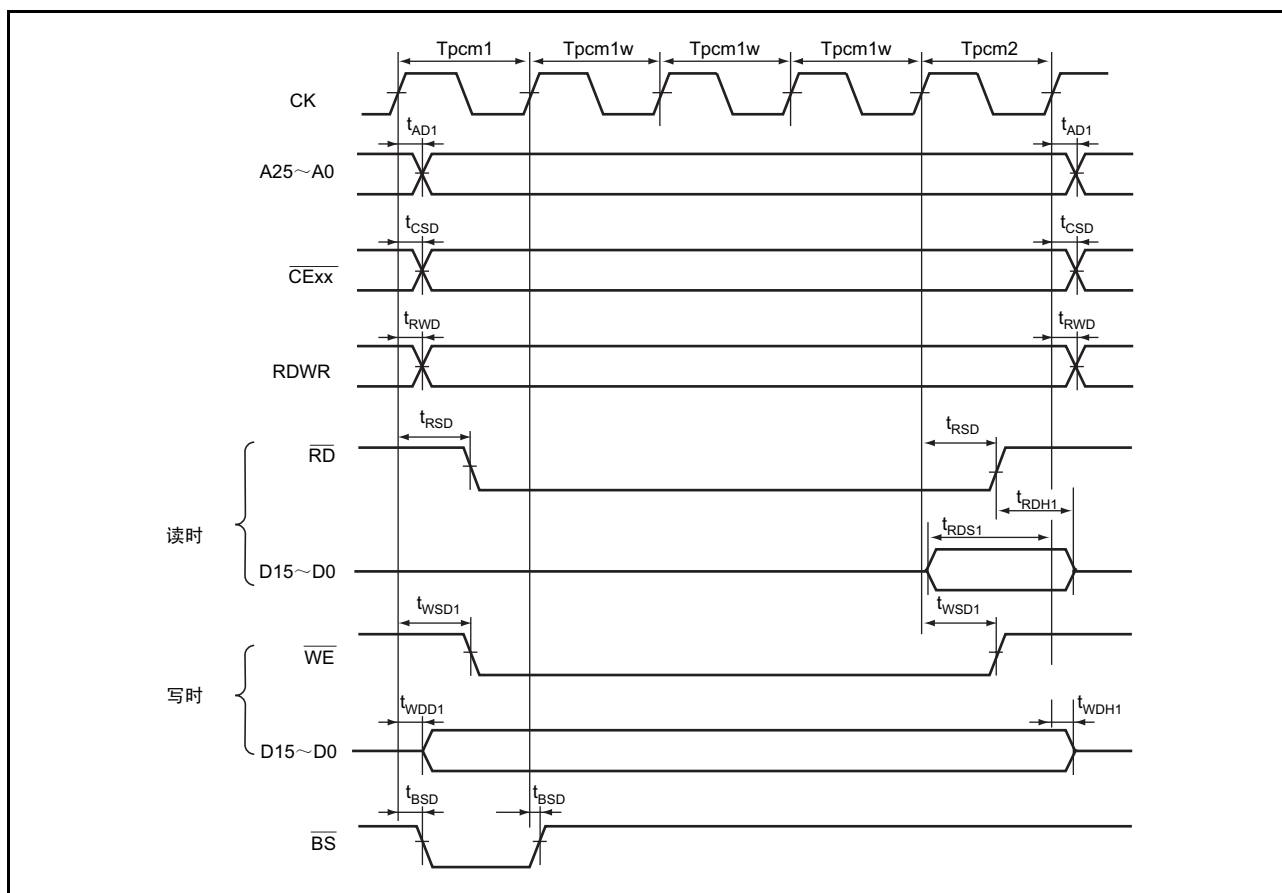 Tpcm1 Tpcm1w Tpcm1w Tpcm1w Tpcm2
CK
tAD1 tAD1
A25～A0
tCSD tCSD
CExx
tRWD tRWD
RDWR
tRSD tRSD
RD
tRDH1
读时
tRDS1
D15～D0
tWSD1 tWSD1
WE
写时
tWDD1 tWDH1
D15～D0
tBSD tBSD
BS